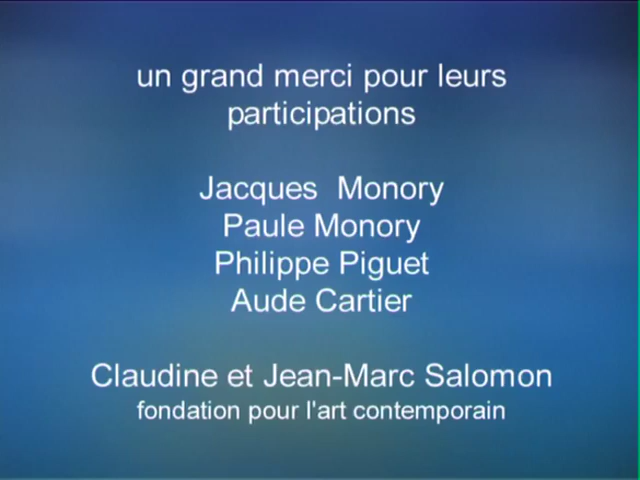 un grand merci pour leurs
participations
Jacques  Monory
Paule Monory
Philippe Piguet
Aude Cartier
Claudine et Jean-Marc Salomon
fondation pour l'art contemporain